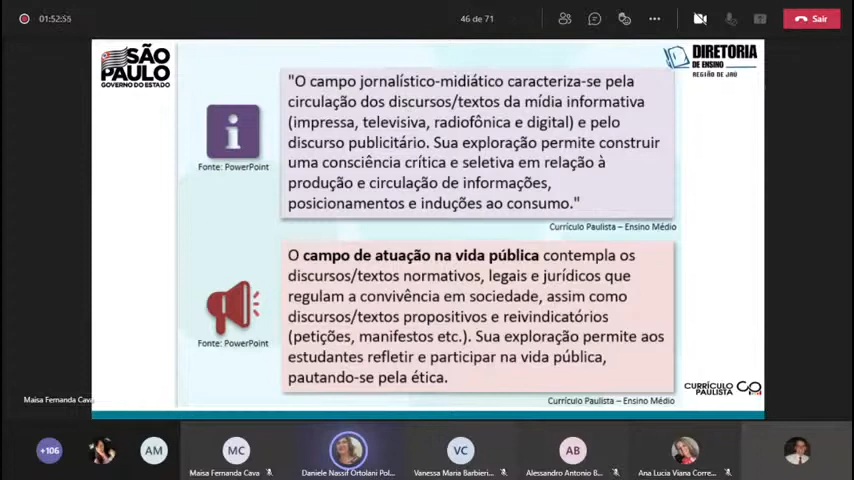 01:52:55
46 de 71
Sair
SÃO
PAULO
GOVERNO DO ESTADO
DIRETORIA
DE ENSINO
REGIÃO DE JAÚ
"O campo jornalístico-midiático caracteriza-se pela
circulação dos discursos/textos da mídia informativa
(impressa, televisiva, radiofônica e digital) e pelo
discurso publicitário. Sua exploração permite construir
uma consciência crítica e seletiva em relação à
produção e circulação de informações,
posicionamentos e induções ao consumo."
Fonte: PowerPoint
Currículo Paulista – Ensino Médio
O campo de atuação na vida pública contempla os
discursos/textos normativos, legais e jurídicos que
regulam a convivência em sociedade, assim como
discursos/textos propositivos e reivindicatórios
(petições, manifestos etc.). Sua exploração permite aos
estudantes refletir e participar na vida pública,
pautando-se pela ética.
Fonte: PowerPoint
Currículo Paulista – Ensino Médio
CURRÍCULO
PAULISTA
Maisa Fernanda Cava
+106
AM
MC
VC
AB
Maisa Fernanda Cava
Daniele Nassif Ortolani Pol...
Vanessa Maria Barbieri...
Alessandro Antonio B...
Ana Lucia Viana Corre...